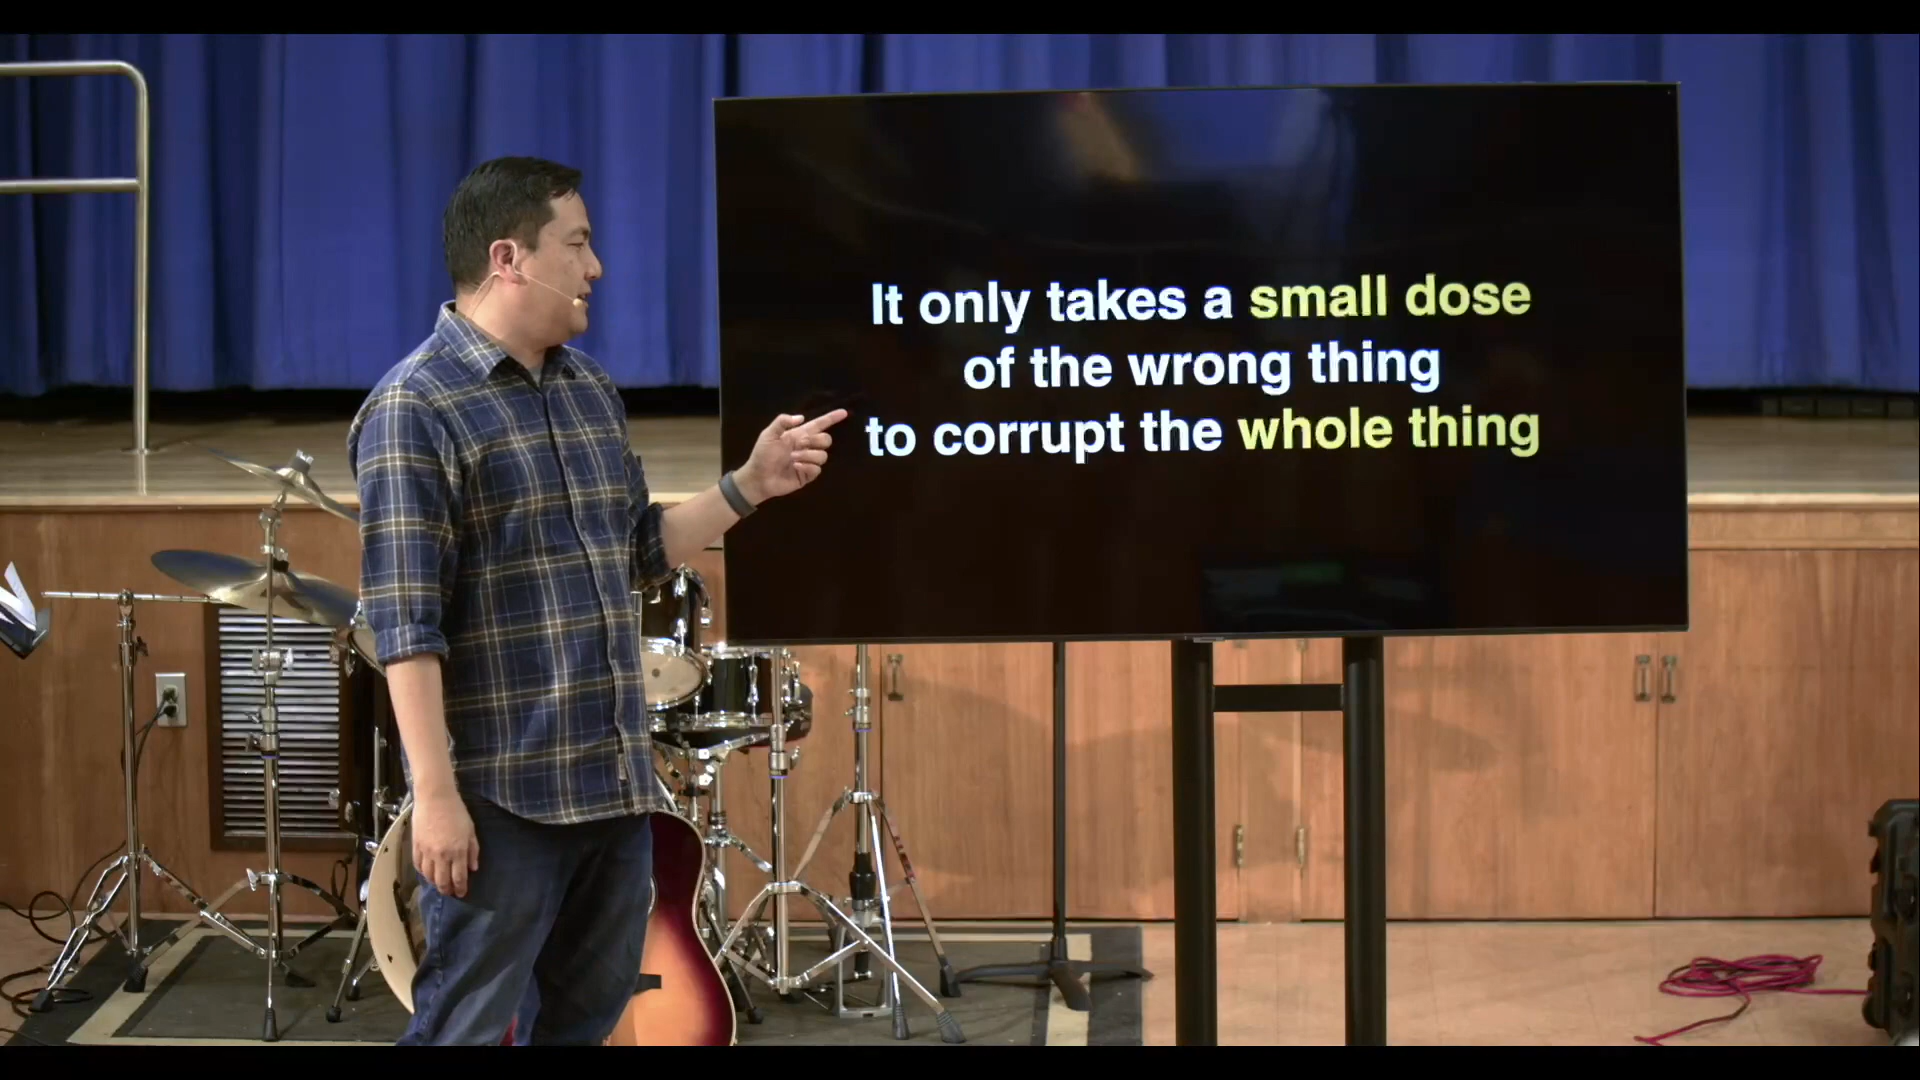 It only takes a small dose
of the wrong thing
to corrupt the whole thing